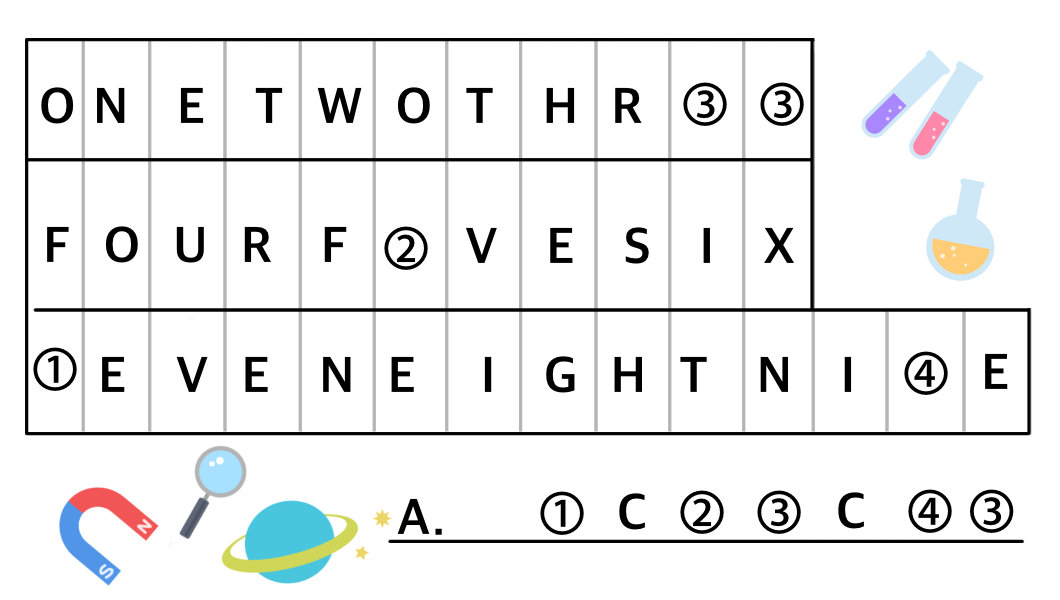 O N E T W O T H R ③ ③
F O U R F ② V E S I X
① E V E N E I G H T N I ④ E
A. ① C ② ③ C ④ ③
N
S